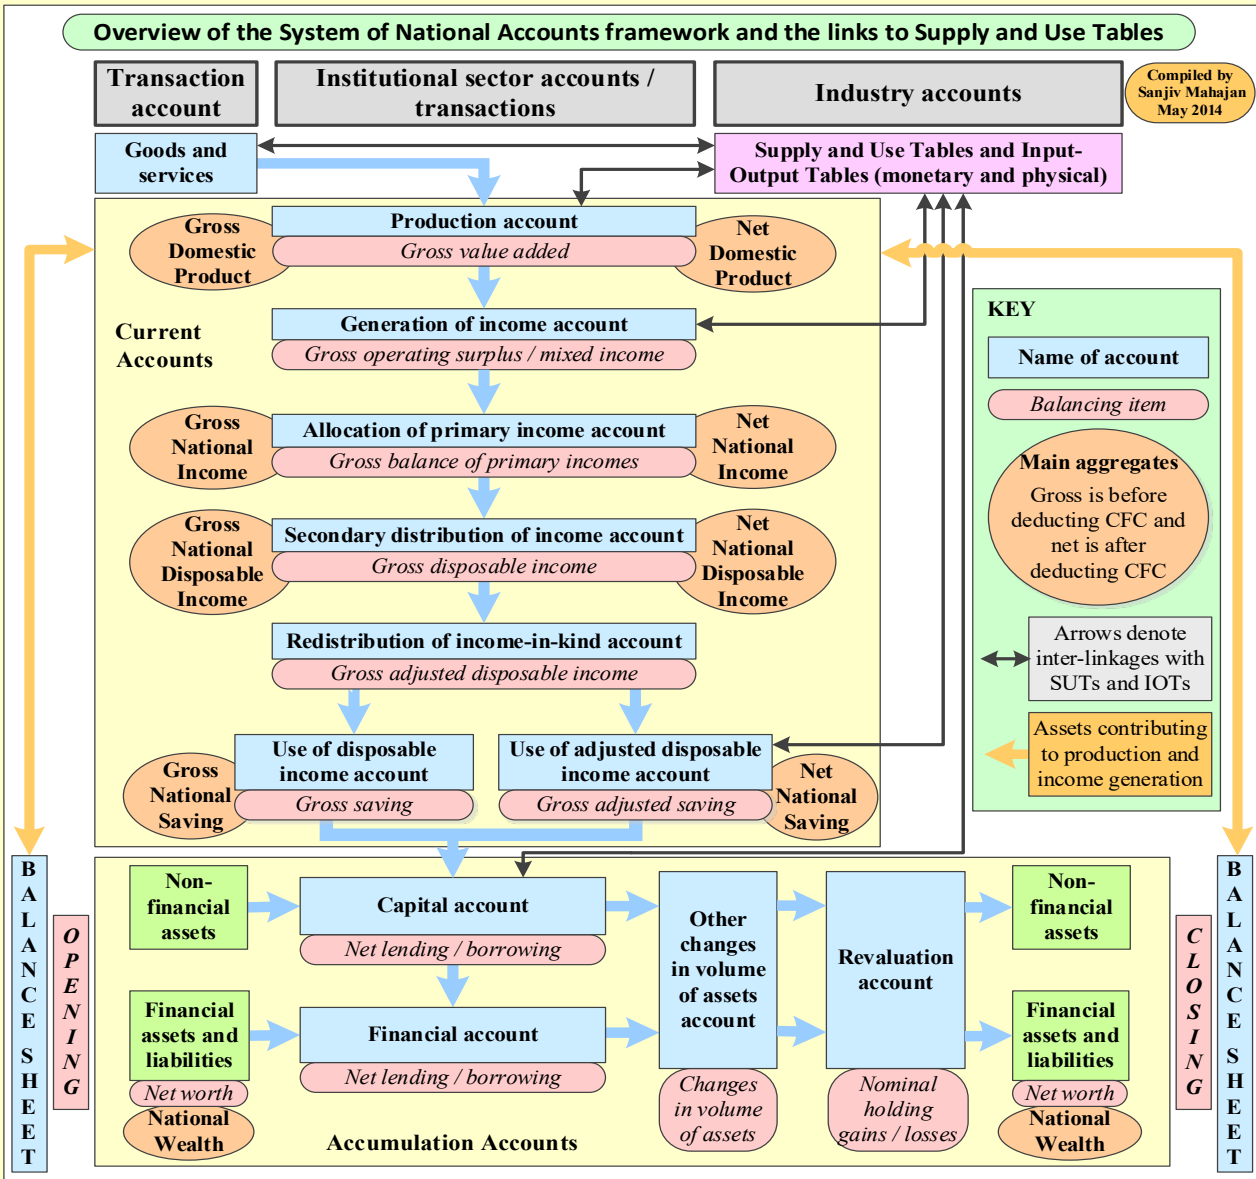 Overview of the System of National Accounts framework and the links to Supply and Use Tables
Transaction
account
Institutional sector accounts /
transactions
Industry accounts
Compiled by
Sanjiv Mahajan
May 2014
Goods and
services
Supply and Use Tables and Input-
Output Tables (monetary and physical)
Gross
Domestic
Product
Production account
Gross value added
Net
Domestic
Product
Current
Accounts
Generation of income account
Gross operating surplus / mixed income
Gross
National
Income
Allocation of primary income account
Gross balance of primary incomes
Net
National
Income
Gross
National
Disposable
Income
Secondary distribution of income account
Gross disposable income
Net
National
Disposable
Income
Redistribution of income-in-kind account
Gross adjusted disposable income
Gross
National
Saving
Use of disposable
income account
Gross saving
Use of adjusted disposable
income account
Gross adjusted saving
Net
National
Saving
KEY
Name of account
Balancing item
Main aggregates
Gross is before
deducting CFC and
net is after
deducting CFC
Arrows denote
inter-linkages with
SUTs and IOTs
Assets contributing
to production and
income generation
BALANCE SHEET
OPENING
Non-
financial
assets
Capital account
Net lending / borrowing
Financial
assets and
liabilities
Net worth
National
Wealth
Financial account
Net lending / borrowing
Other
changes
in volume
of assets
account
Changes
in volume
of assets
Revaluation
account
Nominal
holding
gains / losses
Non-
financial
assets
Financial
assets and
liabilities
Net worth
National
Wealth
Accumulation Accounts
CLOSING
BALANCE SHEET